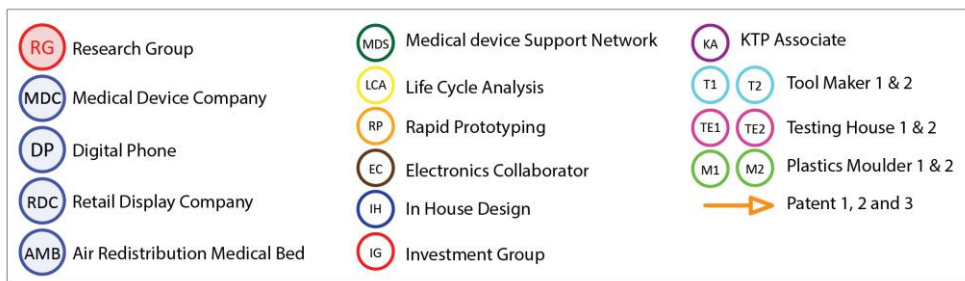 RG Research Group
MDC Medical Device Company
DP Digital Phone
RDC Retail Display Company
AMB Air Redistribution Medical Bed
MDS Medical device Support Network
LCA Life Cycle Analysis
RP Rapid Prototyping
EC Electronics Collaborator
IH In House Design
IG Investment Group
KA KTP Associate
T1 T2 Tool Maker 1 & 2
TE1 TE2 Testing House 1 & 2
M1 M2 Plastics Moulder 1 & 2
Patent 1, 2 and 3